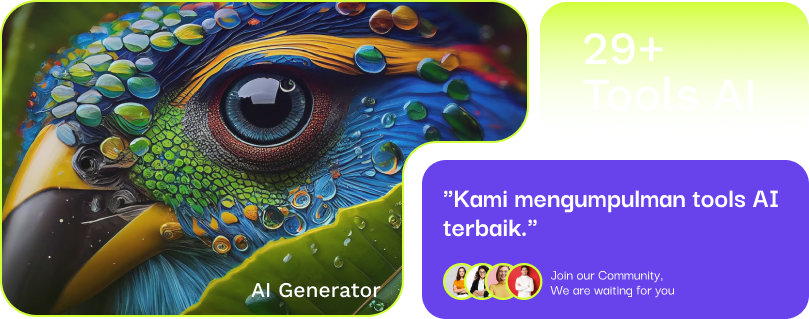 29+
Tools AI
"Kami mengumpulman tools AI
terbaik."
Join our Community,
We are waiting for you
AI Generator